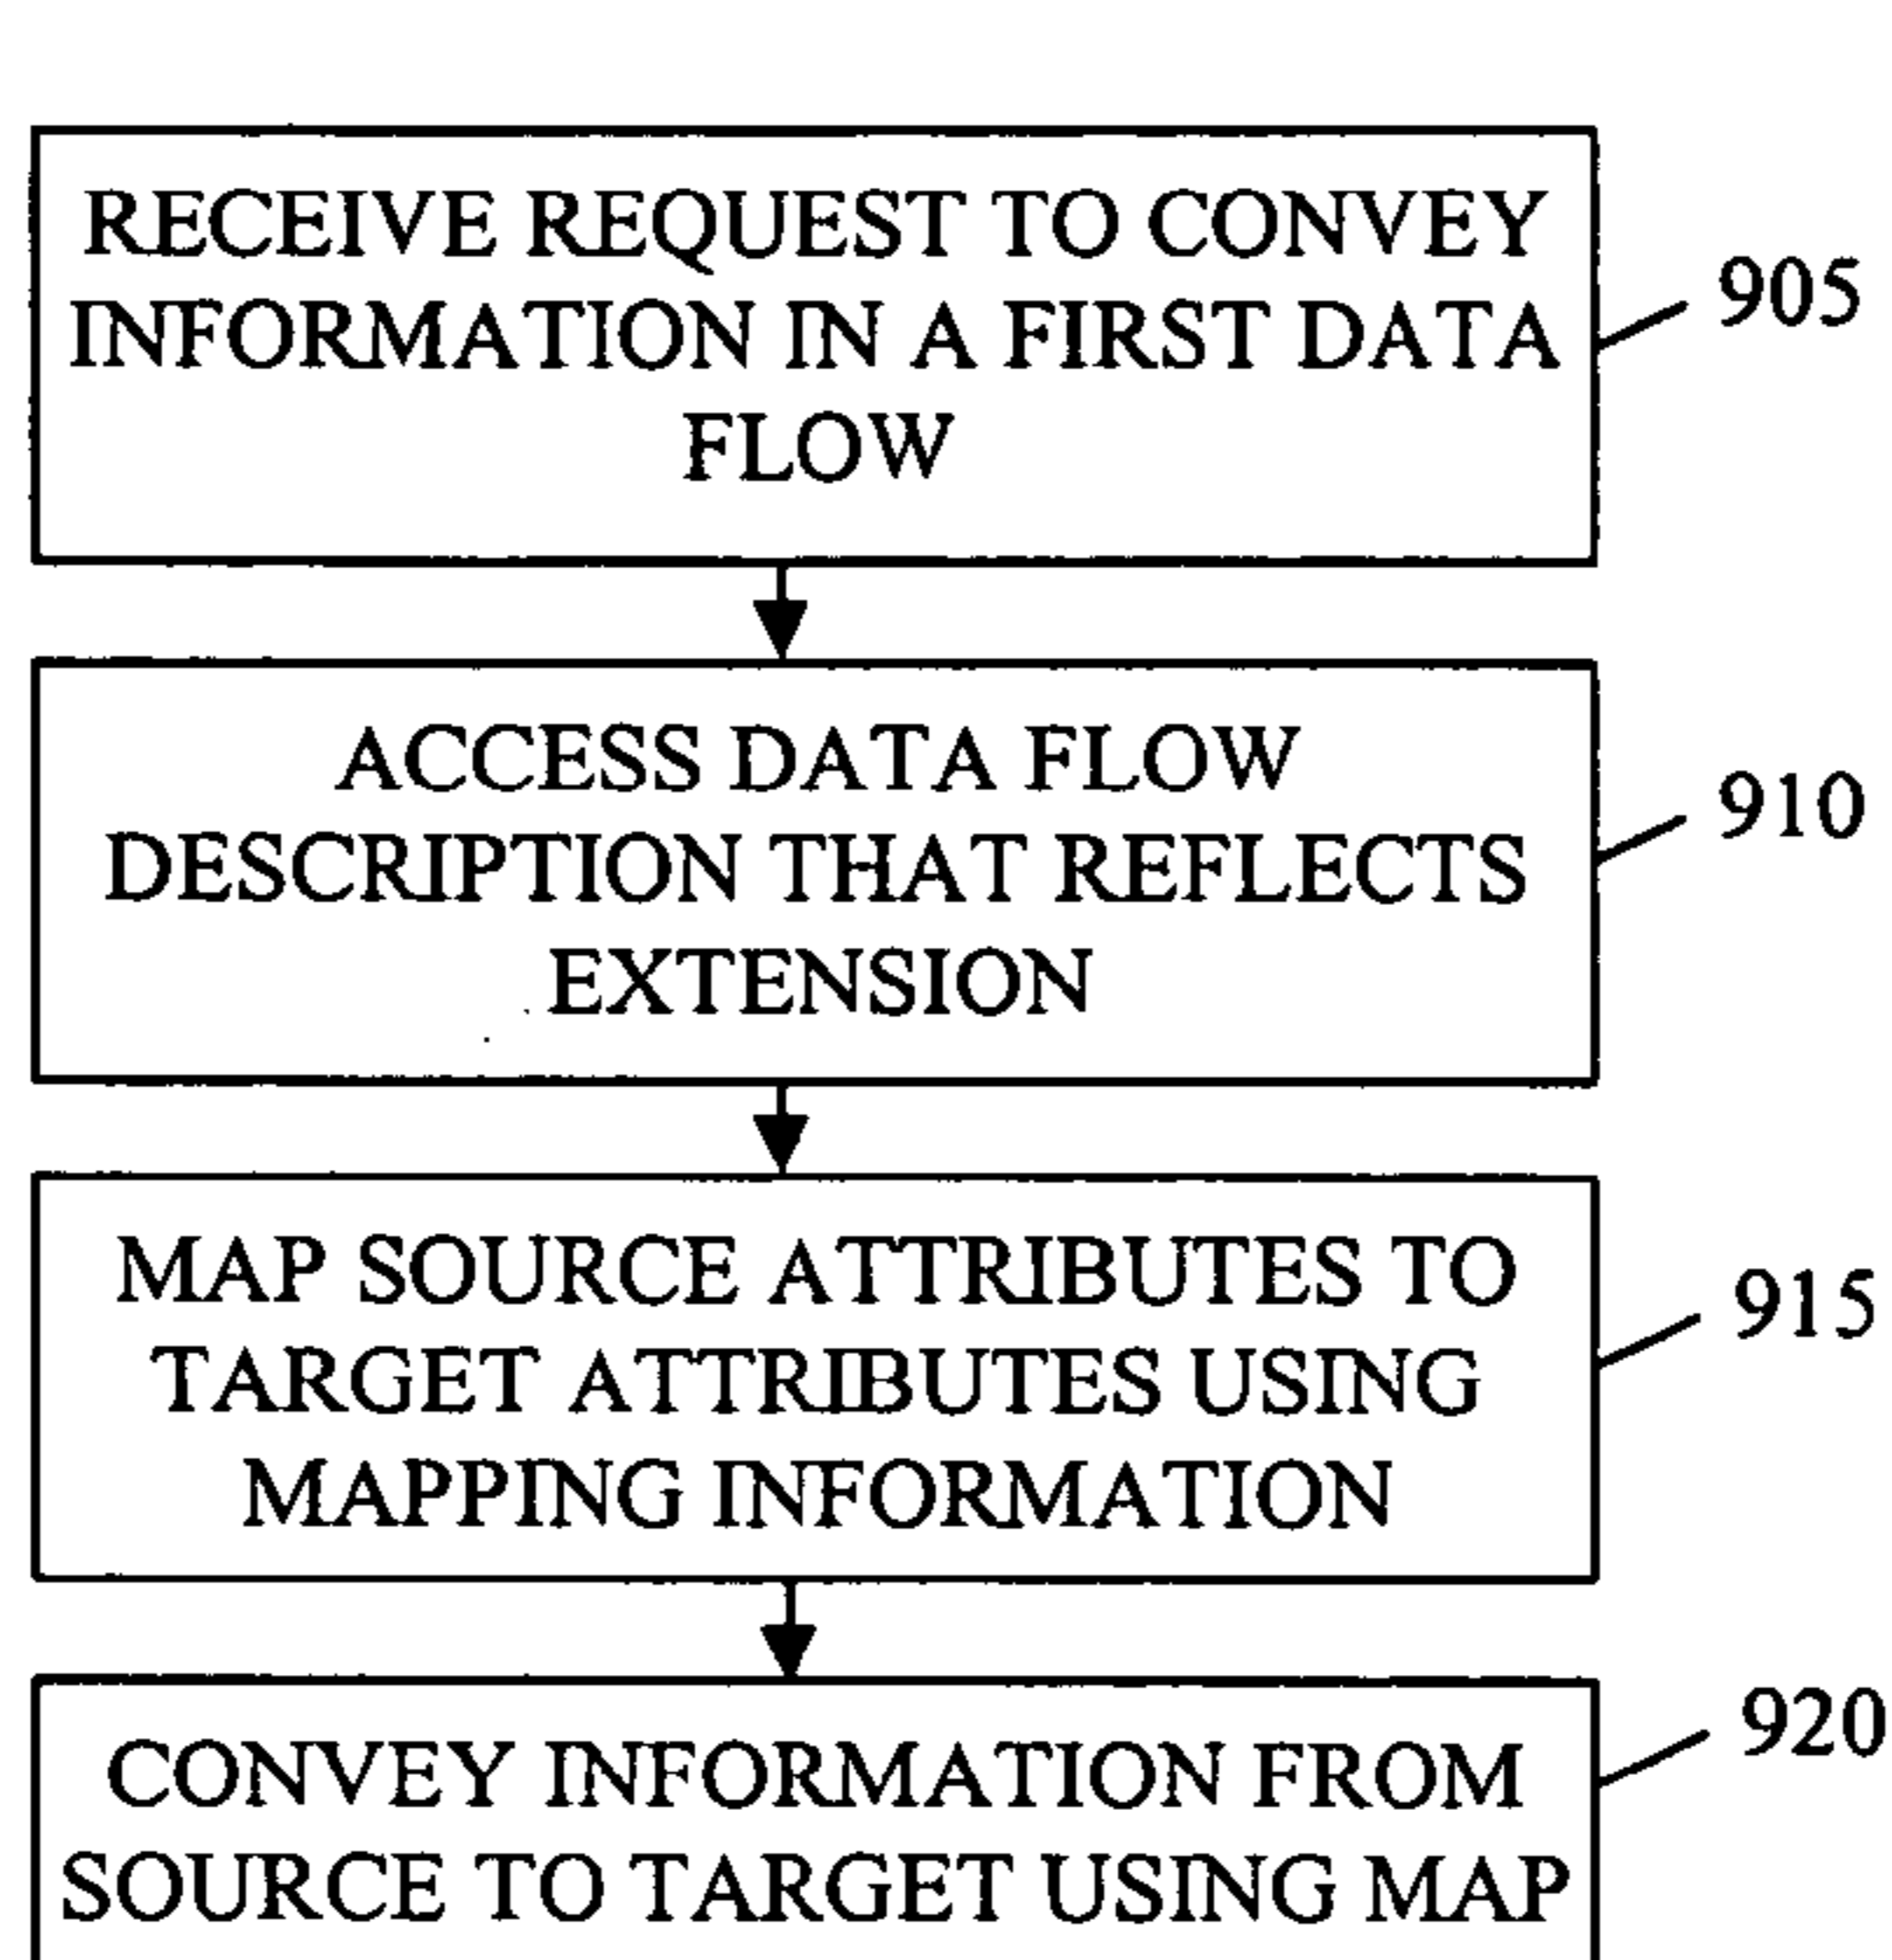 RECEIVE REQUEST TO CONVEY
INFORMATION IN A FIRST DATA
FLOW
905
ACCESS DATA FLOW
DESCRIPTION THAT REFLECTS
EXTENSION
910
MAP SOURCE ATTRIBUTES TO
TARGET ATTRIBUTES USING
MAPPING INFORMATION
915
CONVEY INFORMATION FROM
SOURCE TO TARGET USING MAP
920